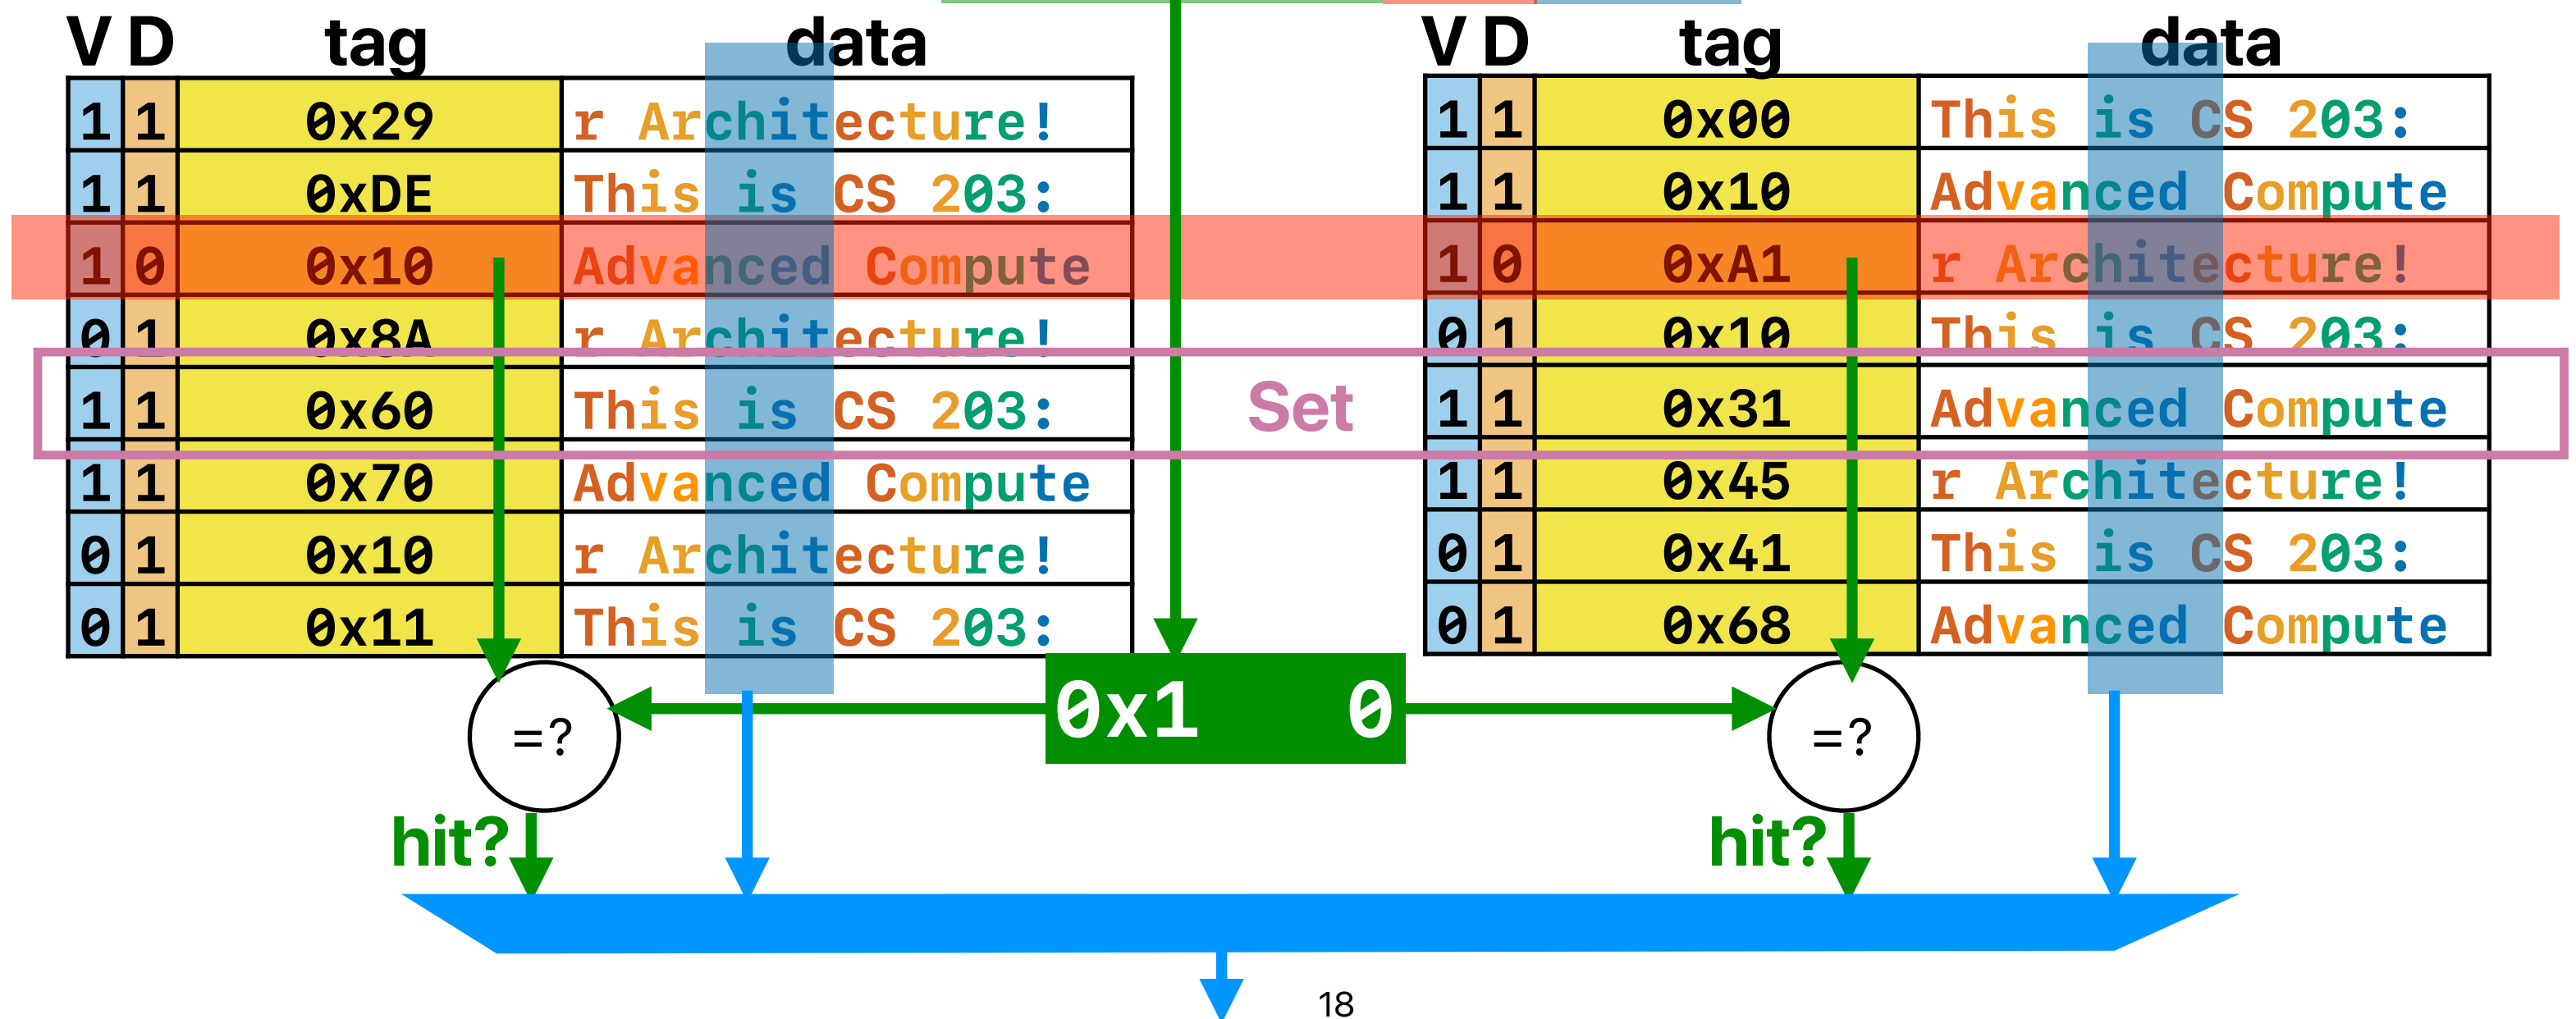 V D tag data V D tag data
1 1 0x29 r Architecture! 1 1 0x00 This is CS 203:
1 1 0xDE This is CS 203: 1 1 0x10 Advanced Compute
1 0 0x10 Advanced Compute 1 0 0xA1 r Architecture!
0 1 0x8A r Architecture! 0 1 0x10 This is CS 203:
1 1 0x60 This is CS 203: Set 1 1 0x31 Advanced Compute
1 1 0x70 Advanced Compute 1 1 0x45 r Architecture!
0 1 0x10 r Architecture! 0 1 0x41 This is CS 203:
0 1 0x11 This is CS 203: 0 1 0x68 Advanced Compute
=? 0x1 0 =?
hit? hit?
18